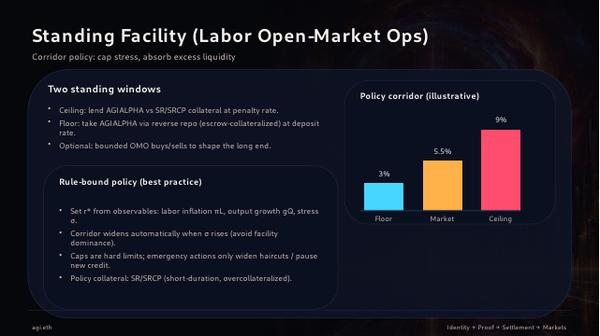 Standing Facility (Labor Open-Market Ops)
Corridor policy: cap stress, absorb excess liquidity
Two standing windows
• Ceiling: lend AGIALPHA vs SR/SRCP collateral at penalty rate.
• Floor: take AGIALPHA via reverse repo (escrow-collateralized) at deposit
rate.
• Optional: bounded OMO buys/sells to shape the long end.
Rule-bound policy (best practice)
• Set r* from observables: labor inflation πL, output growth gQ, stress
σ.
• Corridor widens automatically when σ rises (avoid facility
dominance).
• Caps are hard limits; emergency actions only widen haircuts / pause
new credit.
• Policy collateral: SR/SRCP (short-duration, overcollateralized).
Policy corridor (illustrative)
9%
5.5%
3%
Floor Market Ceiling
agi.eth
Identity → Proof → Settlement → Markets